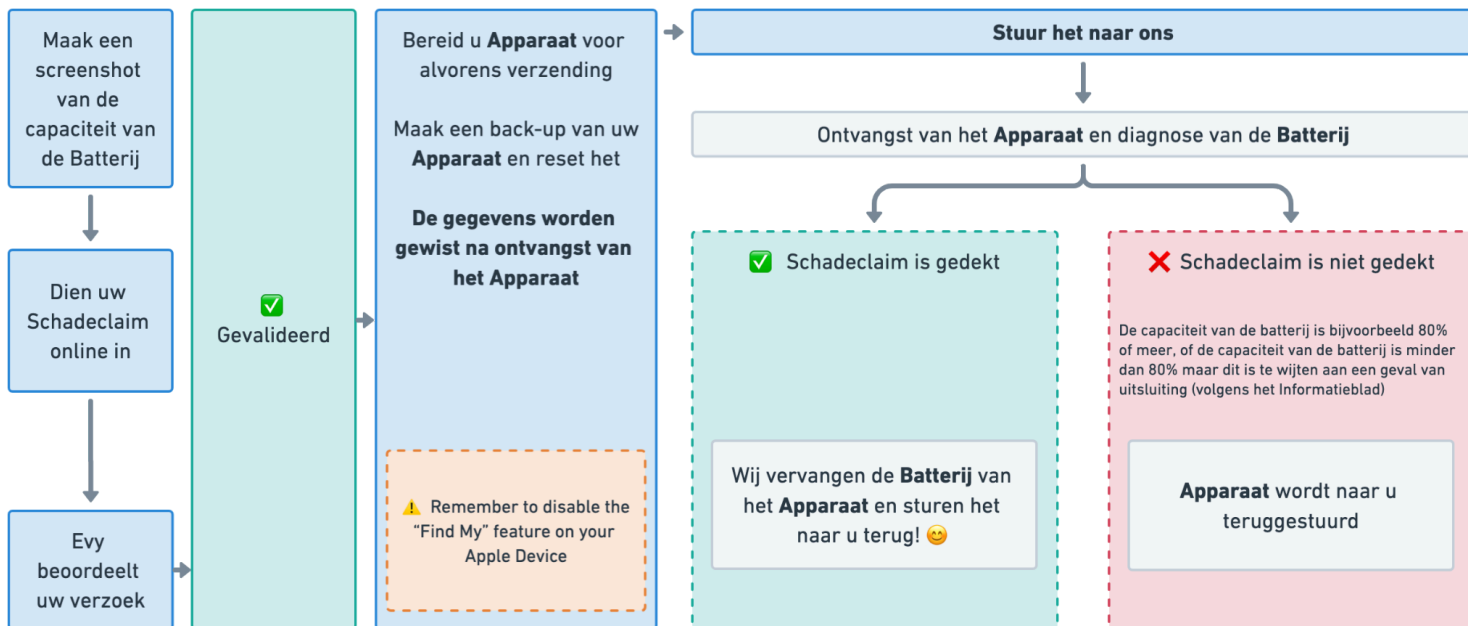 Maak een
screenshot
van de
capaciteit van
de Batterij
Dien uw
Schadeclaim
online in
Evy
beoordeelt
uw verzoek
✅
Gevalideerd
Bereid u Apparaat voor
alvorens verzending
Maak een back-up van uw
Apparaat en reset het
De gegevens worden
gewist na ontvangst van
het Apparaat
⚠️ Remember to disable the
“Find My” feature on your
Apple Device
Stuur het naar ons
Ontvangst van het Apparaat en diagnose van de Batterij
✅ Schadeclaim is gedekt
Wij vervangen de Batterij van
het Apparaat en sturen het
naar u terug! 😊
❌ Schadeclaim is niet gedekt
De capaciteit van de batterij is bijvoorbeeld 80%
of meer, of de capaciteit van de batterij is minder
dan 80% maar dit is te wijten aan een geval van
uitsluiting (volgens het Informatieblad)
Apparaat wordt naar u
teruggestuurd